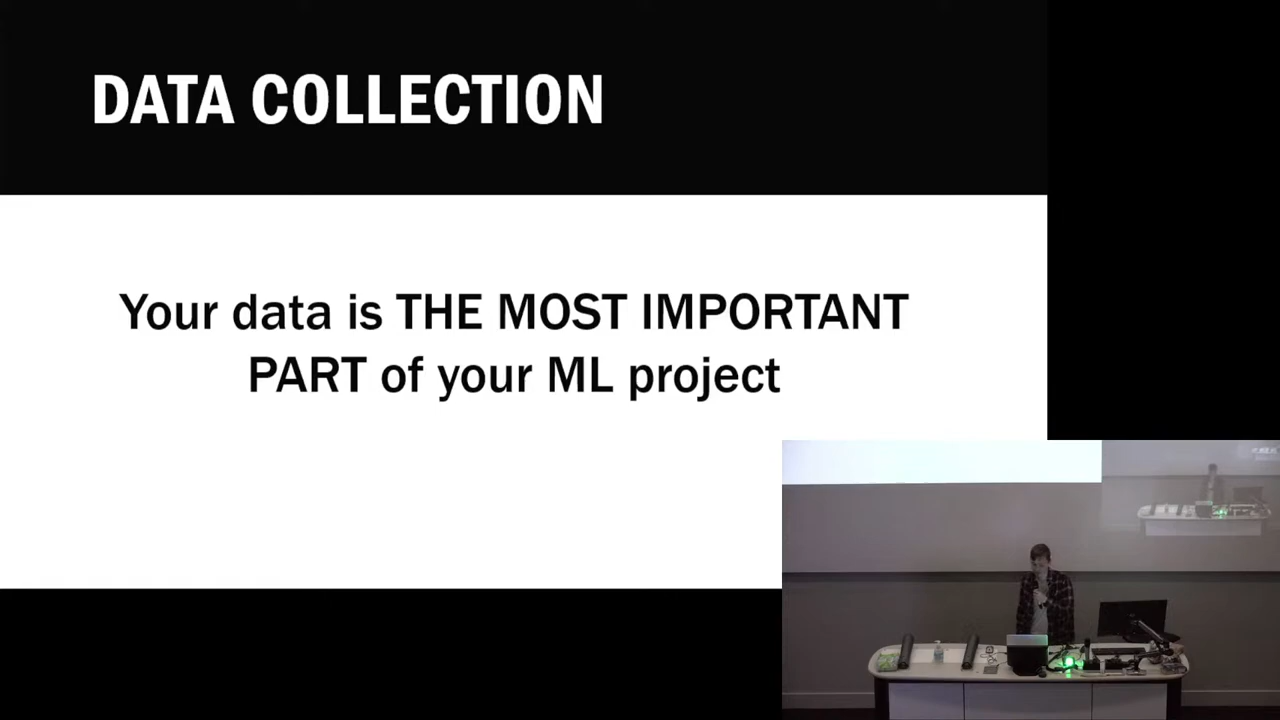 DATA COLLECTION
Your data is THE MOST IMPORTANT
PART of your ML project